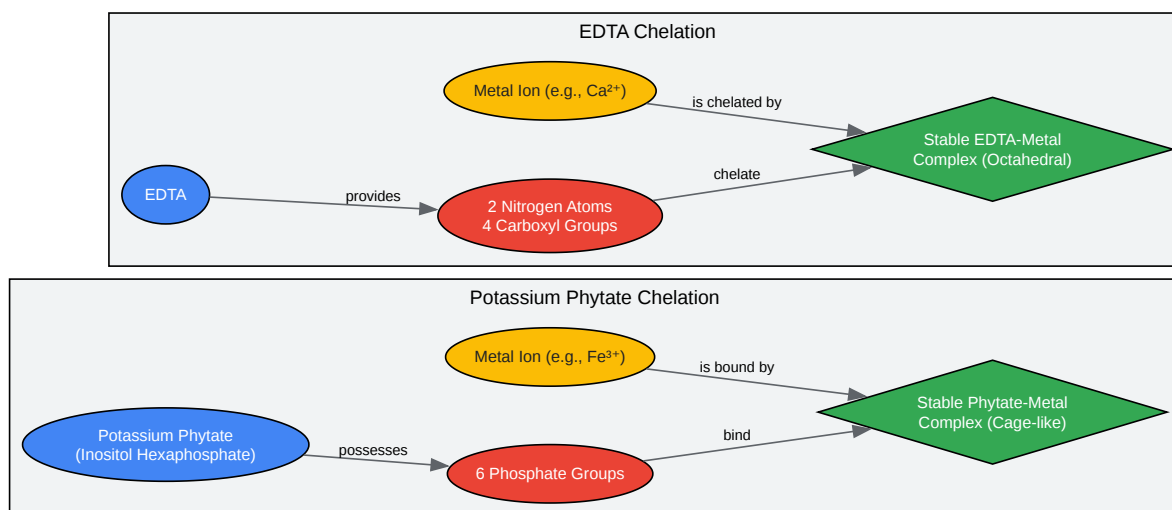 EDTA Chelation
Metal Ion (e.g., Ca²⁺)
is chelated by
Stable EDTA-Metal
Complex (Octahedral)
EDTA
provides
2 Nitrogen Atoms
4 Carboxyl Groups
chelate
Potassium Phytate Chelation
Metal Ion (e.g., Fe³⁺)
is bound by
Stable Phytate-Metal
Complex (Cage-like)
Potassium Phytate
(Inositol Hexaphosphate)
possesses
6 Phosphate Groups
bind